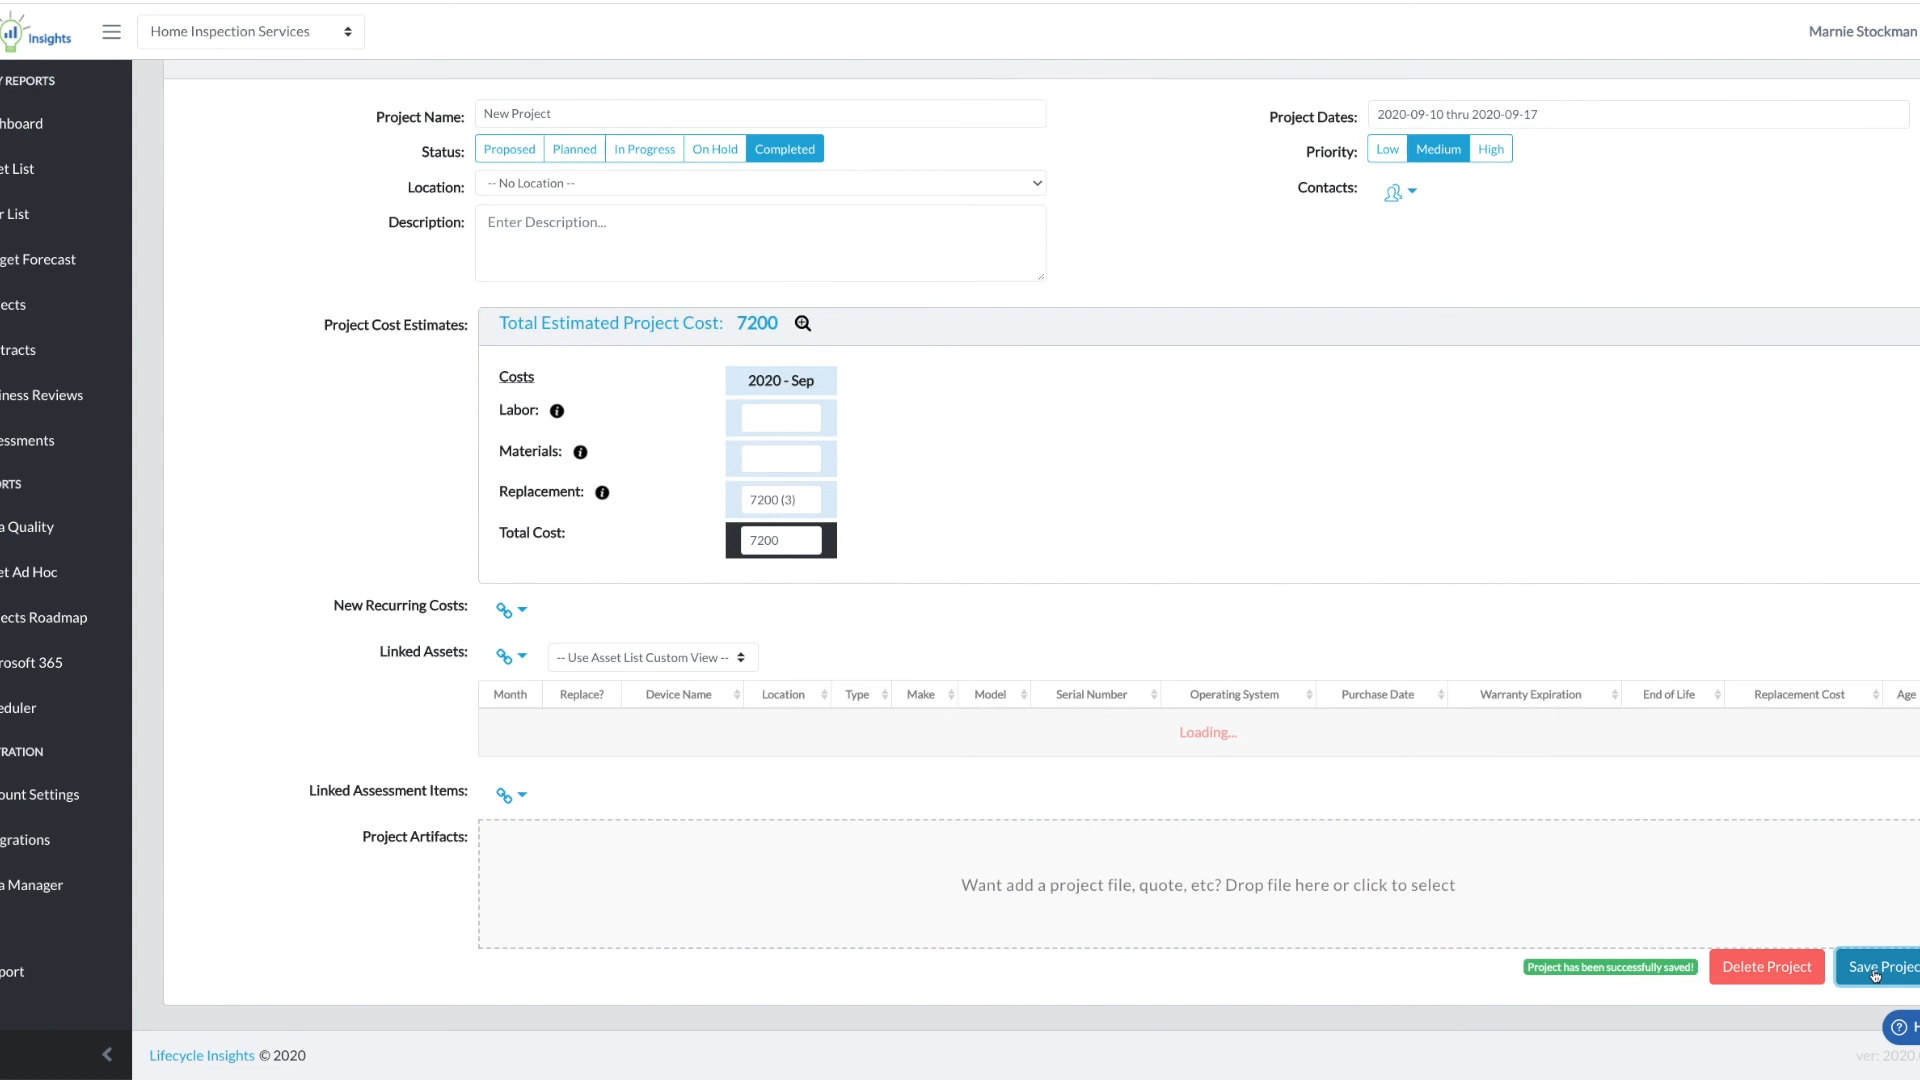 Insights
Home Inspection Services
Marnie Stockman
Y REPORTS
hboard
et List
r List
get Forecast
ects
tracts
iness Reviews
essments
ORTS
a Quality
et Ad Hoc
ects Roadmap
rosoft 365
eduler
TRATION
ount Settings
grations
a Manager
port
Project Name:
New Project
Project Dates:
2020-09-10 thru 2020-09-17
Status:
Proposed
Planned
In Progress
On Hold
Completed
Priority:
Low
Medium
High
Location:
-- No Location --
Contacts:
Description:
Enter Description...
Project Cost Estimates:
Total Estimated Project Cost: 7200
Costs
2020 - Sep
Labor:
Materials:
Replacement:
7200 (3)
Total Cost:
7200
New Recurring Costs:
Linked Assets:
-- Use Asset List Custom View --
Month
Replace?
Device Name
Location
Type
Make
Model
Serial Number
Operating System
Purchase Date
Warranty Expiration
End of Life
Replacement Cost
Age
Loading...
Linked Assessment Items:
Project Artifacts:
Want add a project file, quote, etc? Drop file here or click to select
Project has been successfully saved!
Delete Project
Save Projec
H
Lifecycle Insights © 2020
ver: 2020.